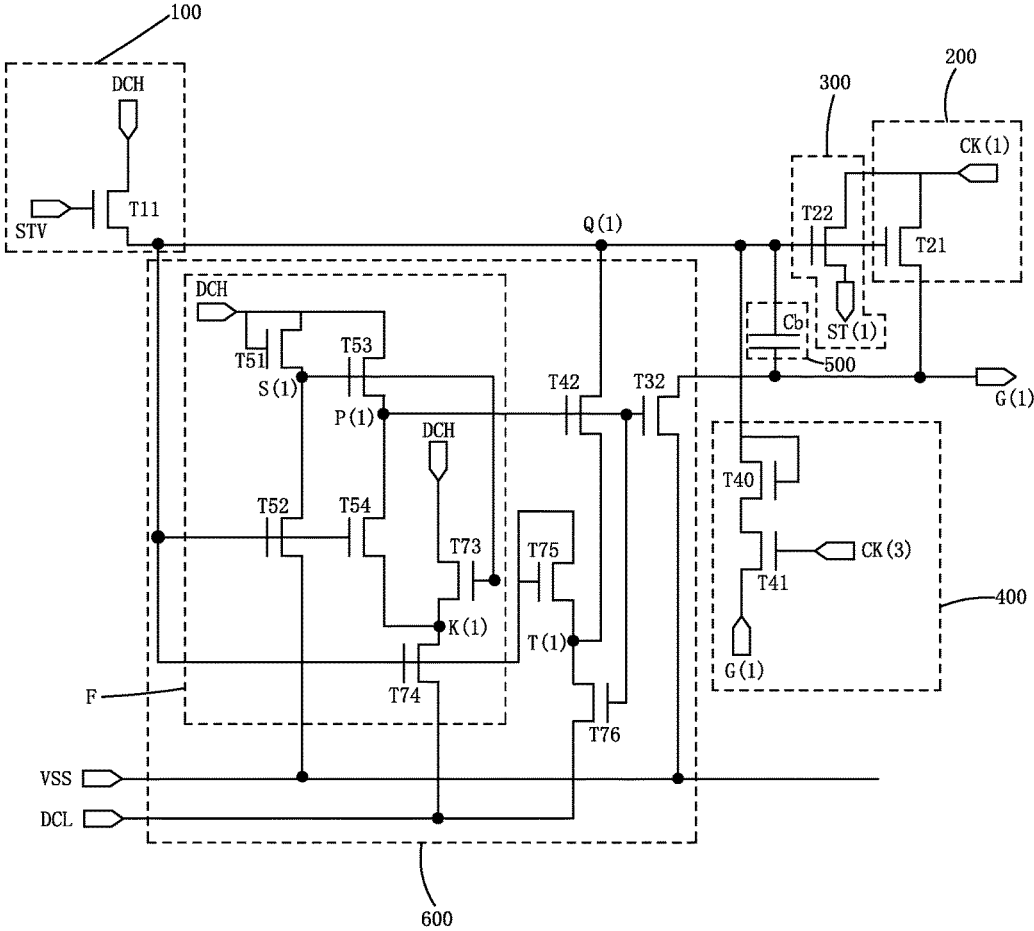 100
200
DCH
300
CK(1)
T11
STV
Q(1)
T22
T21
DCH
Cb
ST(1)
T51
T53
500
S(1)
T42
T32
G(1)
P(1)
DCH
T40
T52
T54
T73
T75
CK(3)
T41
400
K(1)
T(1)
G(1)
F
T74
T76
VSS
DCL
600